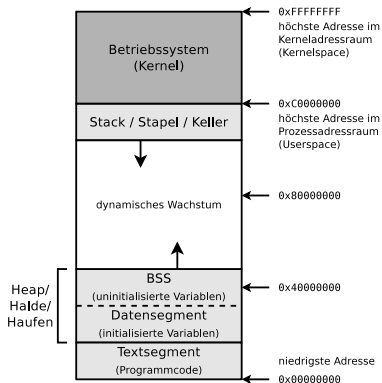 0xFFFFFFFF
höchste Adresse im
Kerneladressraum
(Kernelspace)
Betriebssystem
(Kernel)
0xC0000000
höchste Adresse im
Prozessadressraum
(Userspace)
Stack / Stapel / Keller
dynamisches Wachstum
0x80000000
Heap/
Halde/
Haufen
BSS
(uninitialisierte Variablen)
0x40000000
Datensegment
(initialisierte Variablen)
Textsegment
(Programmcode)
niedrigste Adresse
0x00000000